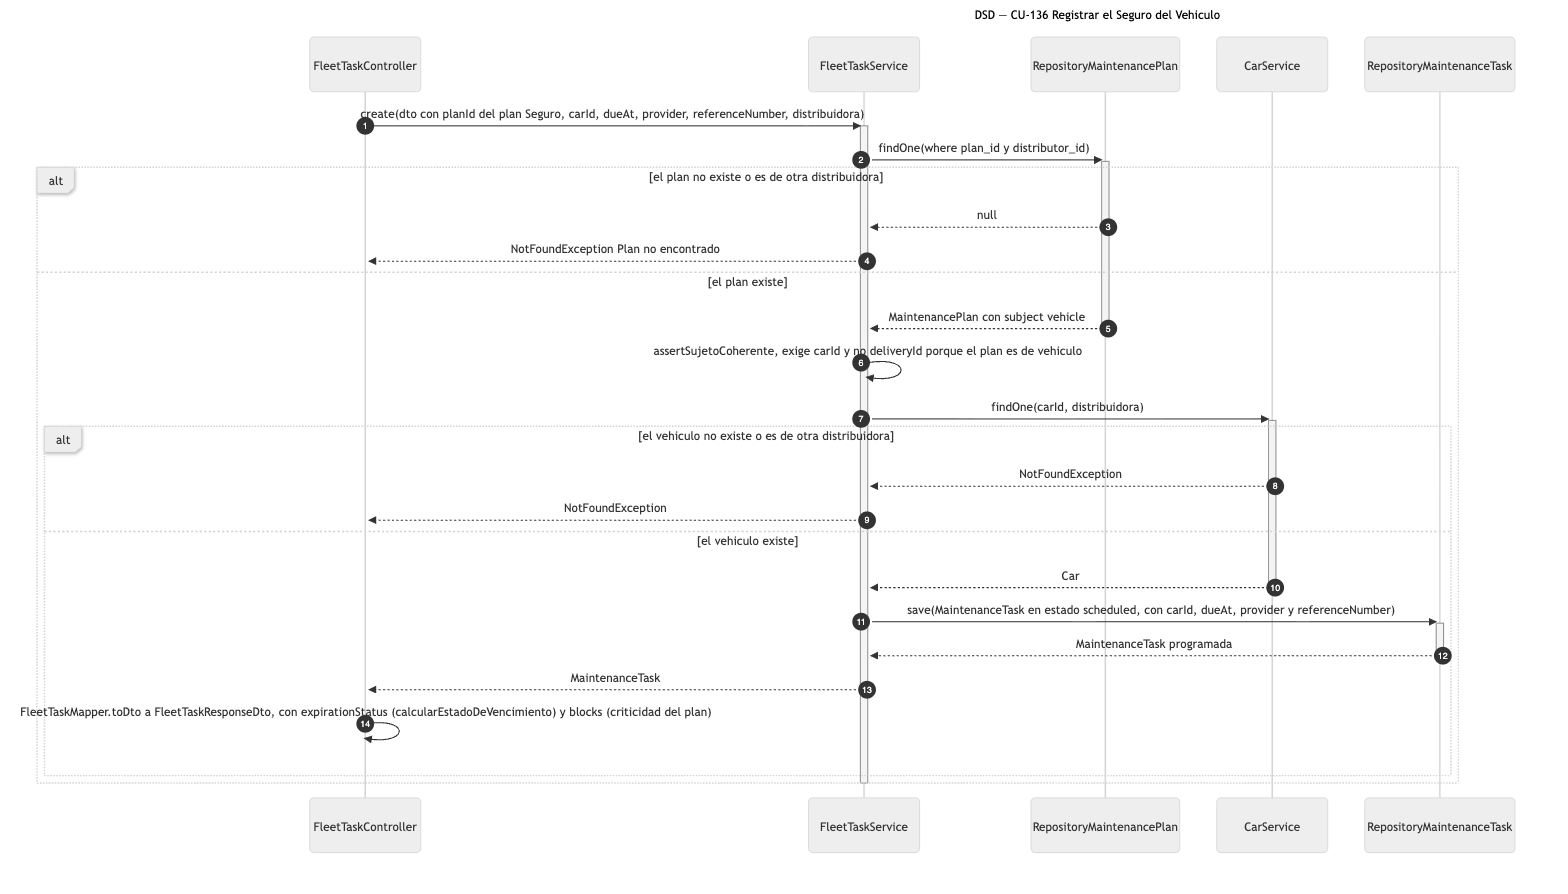 DSD — CU-136 Registrar el Seguro del Vehiculo
FleetTaskController
FleetTaskService
RepositoryMaintenancePlan
CarService
RepositoryMaintenanceTask
create(dto con planId del plan Seguro, carId, dueAt, provider, referenceNumber, distribuidora)
1
findOne(where plan_id y distributor_id)
2
alt
[el plan no existe o es de otra distribuidora]
null
3
NotFoundException Plan no encontrado
4
[el plan existe]
MaintencePlan con subject vehicle
5
assertSujetoCoherente, exige carId y no deliveryId porque el plan es de vehiculo
6
findOne(carId, distribuidora)
7
alt
[el vehiculo no existe o es de otra distribuidora]
NotFoundException
8
NotFoundException
9
[el vehiculo existe]
Car
10
save(MaintenanceTask en estado scheduled, con carId, dueAt, provider y referenceNumber)
11
MaintenanceTask programada
12
MaintenanceTask
13
FleetTaskMapper.toDto a FleetTaskResponseDto, con expirationStatus (calcularEstadoDeVencimiento) y blocks (criticidad del plan)
14
FleetTaskController
FleetTaskService
RepositoryMaintenancePlan
CarService
RepositoryMaintenanceTask